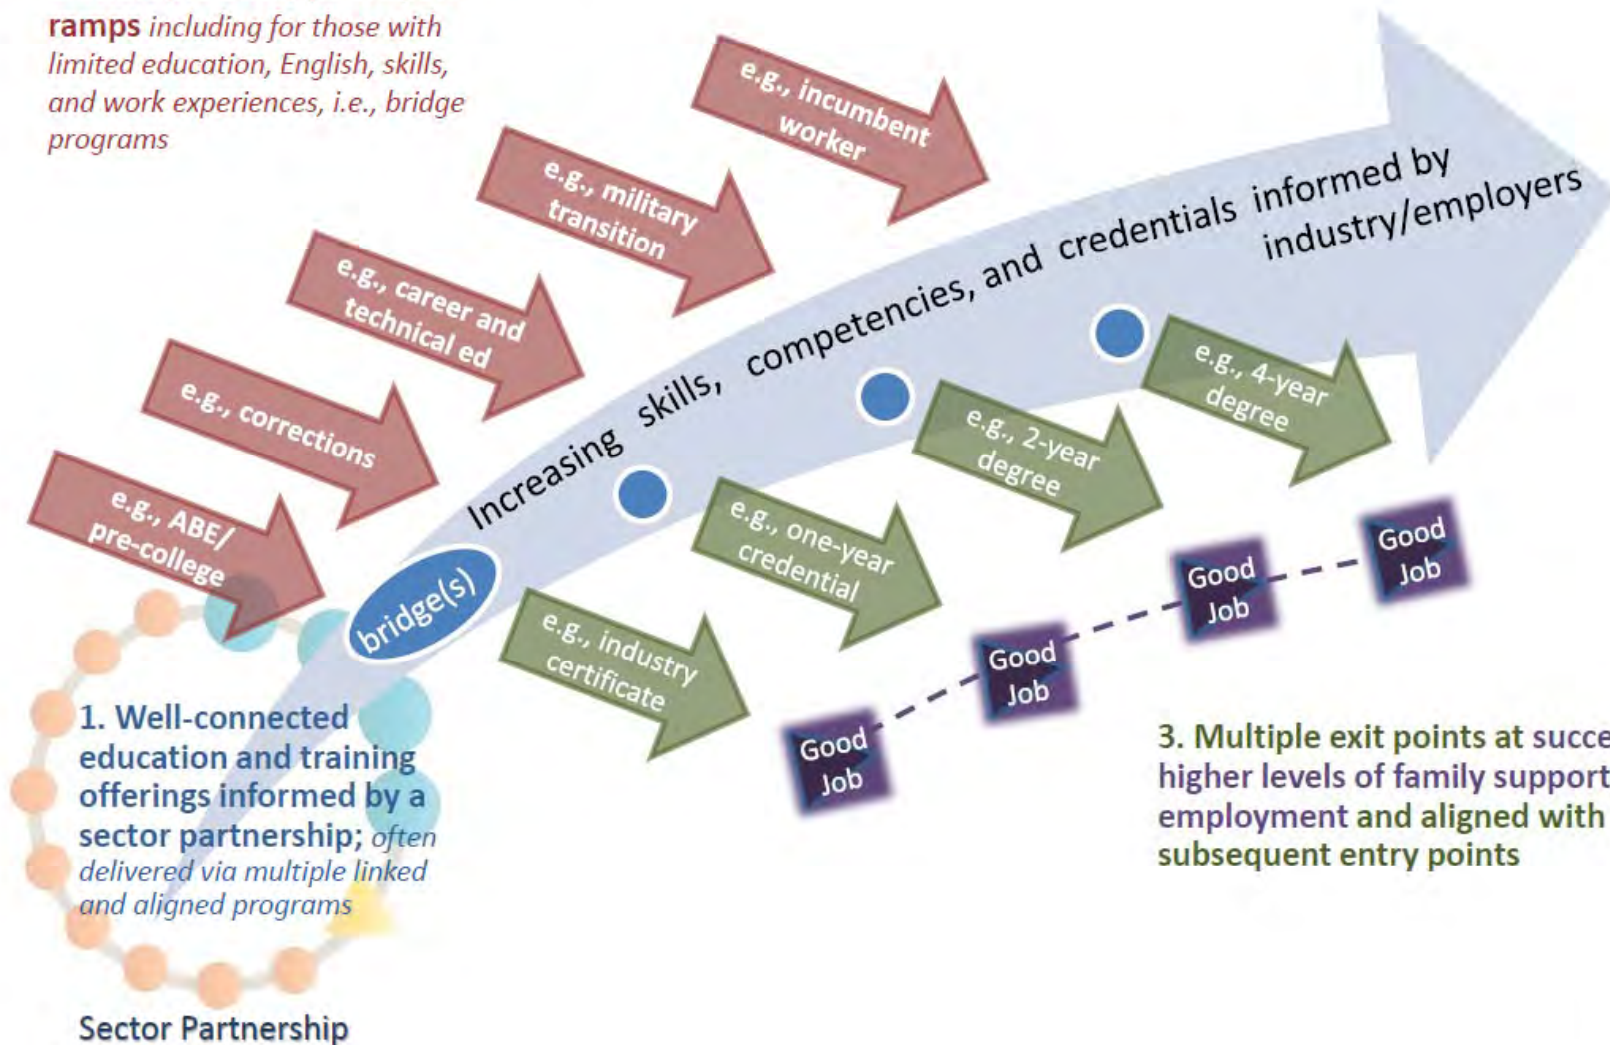 ramps including for those with
limited education, English, skills,
and work experiences, i.e., bridge
programs
e.g., incumbent
worker
e.g., military
transition
e.g., career and
technical ed
e.g., corrections
e.g., ABE/
pre-college
Increasing skills, competencies, and credentials informed by
industry/employers
bridge(s)
e.g., 4-year
degree
e.g., 2-year
degree
e.g., one-year
credential
e.g., industry
certificate
Good
Job
Good
Job
Good
Job
Good
Job
1. Well-connected
education and training
offerings informed by a
sector partnership; often
delivered via multiple linked
and aligned programs
3. Multiple exit points at succe
higher levels of family support
employment and aligned with
subsequent entry points
Sector Partnership